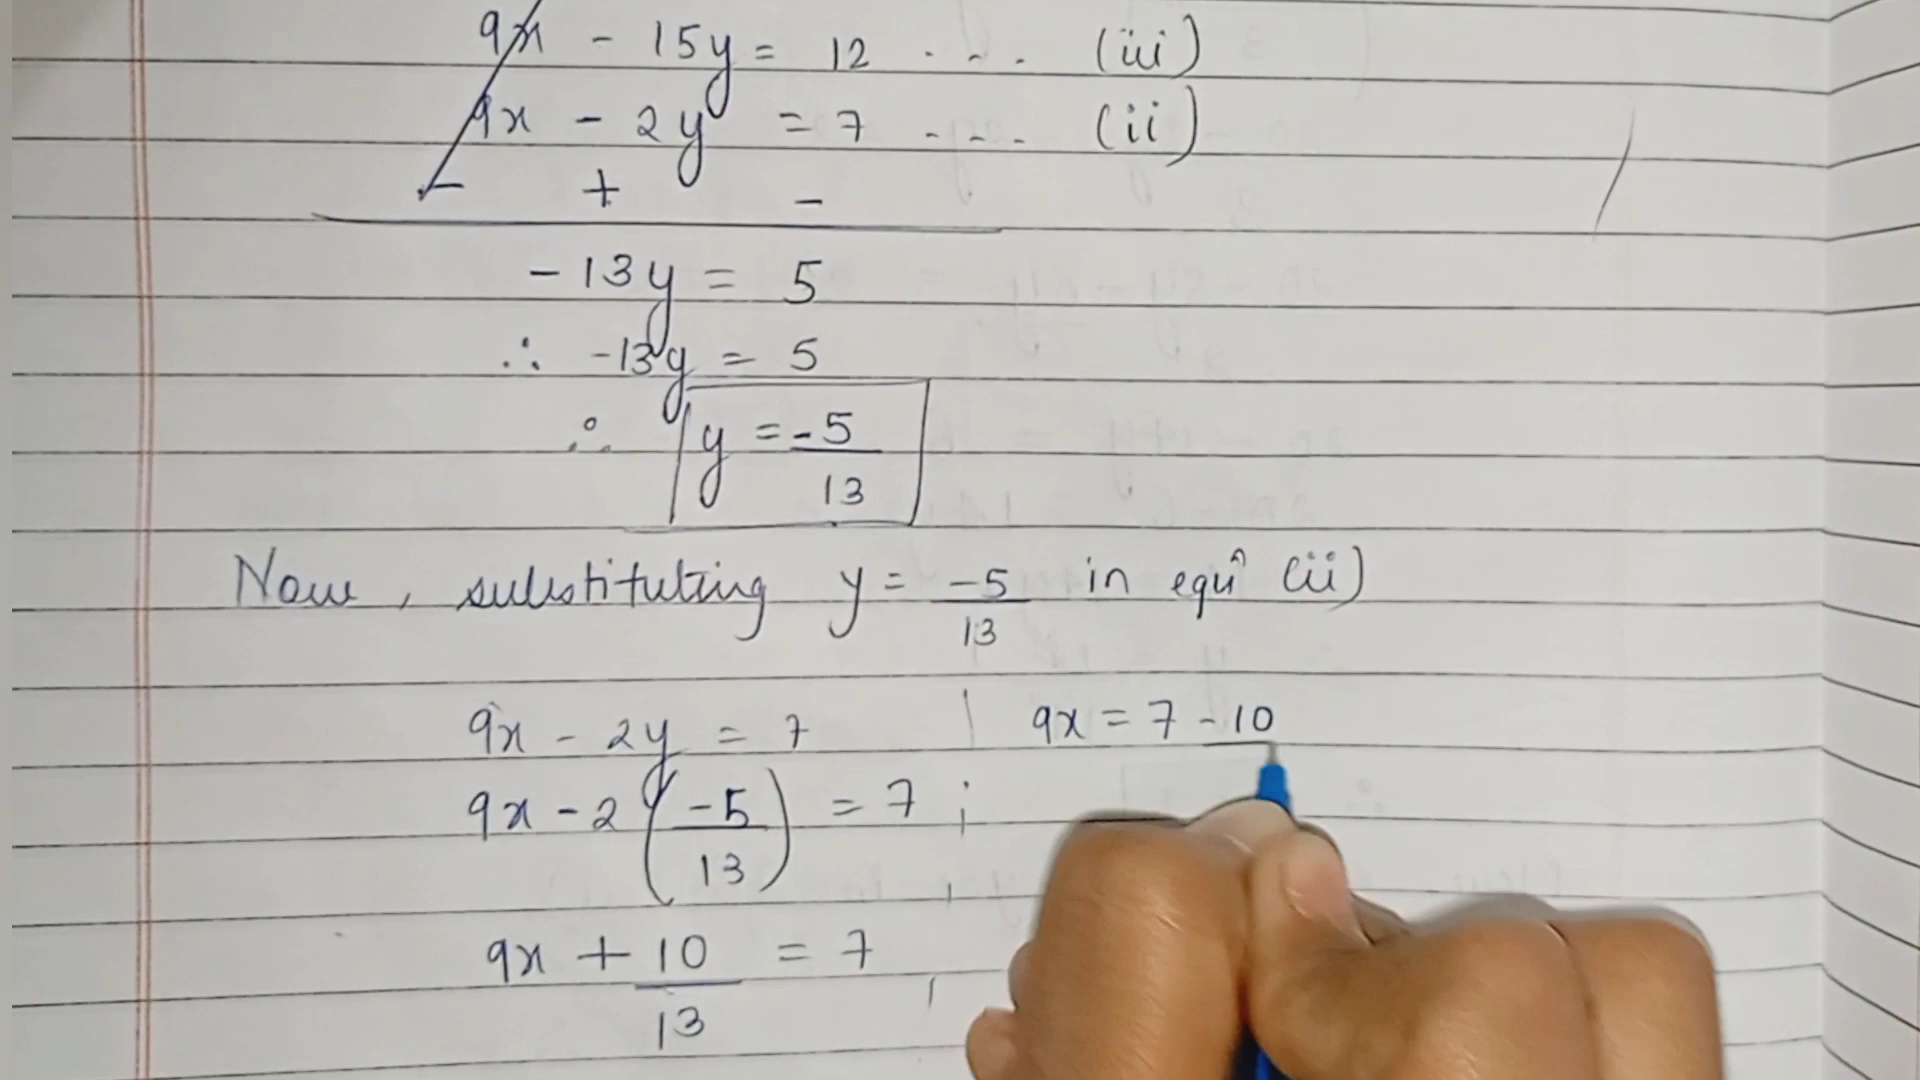 9x - 15y = 12 - - - (iii)
9x - 2y = 7 - - - (ii)
- + -
-13y = 5
∴ -13y = 5
∴ y = -5/13
Now, substituting y = -5/13 in equn (ii)
9x - 2y = 7
9x - 2(-5/13) = 7
9x + 10/13 = 7
9x = 7 - 10